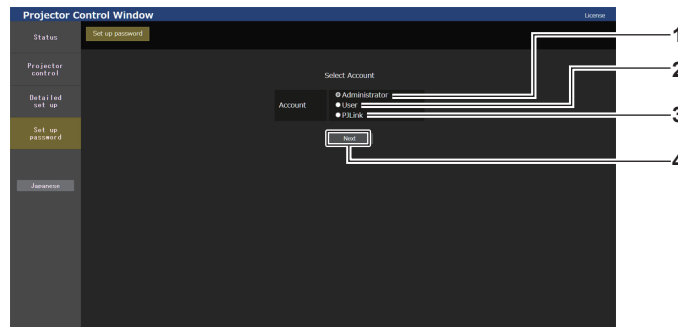 Projector Control Window
License
Status
Set up password
1
Projector
control
Select Account
2
Administrator
Detailed
set up
Account
User
PJLink
3
Set up
password
Next
4
Japanese